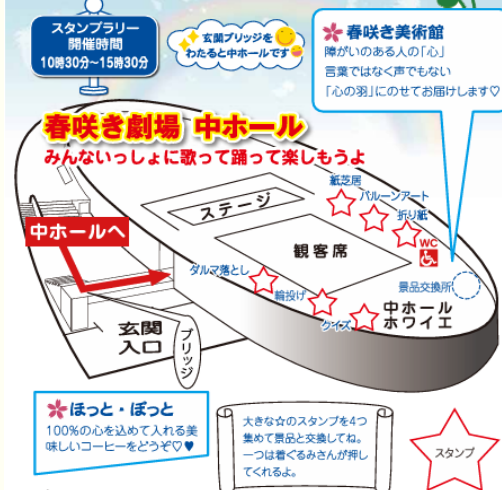 スタンプラリー
開催時間
10時30分~15時30分
玄関ブリッジを
わたると中ホールです
春咲き美術館
障がいのある人の「心」
言葉ではなく声でもない
「心の羽」にのせてお届けします♡
春咲き劇場 中ホール
みんないっしょに歌って踊って楽しもうよ
紙芝居
バルーンアート
折り紙
ステージ
WC
中ホールへ
観客席
ダルマ落とし
景品交換所
輪投げ
クイズ
中ホール
ホワイエ
玄関
入口
ブリッジ
ほっと・ぽっと
100%の心を込めて入れる美
味しいコーヒーをどうぞ♡♥
大きな☆のスタンプを4つ
集めて景品と交換してね。
一つは着ぐるみさんが押し
てくれるよ。
スタンプ